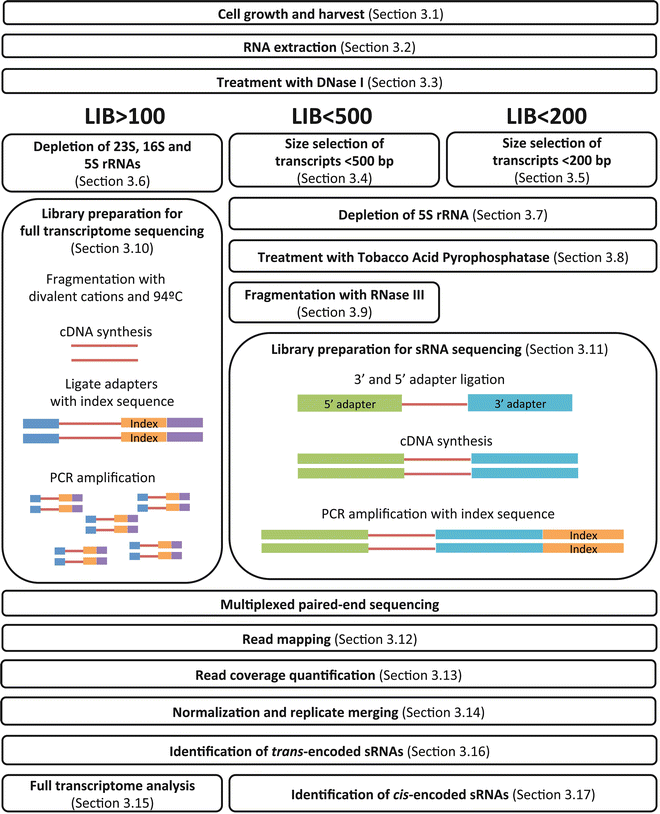 Cell growth and harvest (Section 3.1)
RNA extraction (Section 3.2)
Treatment with DNase I (Section 3.3)
LIB>100
LIB<500
LIB<200
Depletion of 23S, 16S and
5S rRNAs
(Section 3.6)
Size selection of
transcripts <500 bp
(Section 3.4)
Size selection of
transcripts <200 bp
(Section 3.5)
Library preparation for
full transcriptome sequencing
(Section 3.10)
Fragmentation with
divalent cations and 94ºC
cDNA synthesis
Ligate adapters
with index sequence
Index
Index
PCR amplification
Depletion of 5S rRNA (Section 3.7)
Treatment with Tobacco Acid Pyrophosphatase (Section 3.8)
Fragmentation with RNase III
(Section 3.9)
Library preparation for sRNA sequencing (Section 3.11)
3’ and 5’ adapter ligation
5’ adapter
3’ adapter
cDNA synthesis
PCR amplification with index sequence
Index
Index
Multiplexed paired-end sequencing
Read mapping (Section 3.12)
Read coverage quantification (Section 3.13)
Normalization and replicate merging (Section 3.14)
Identification of trans-encoded sRNAs (Section 3.16)
Full transcriptome analysis
(Section 3.15)
Identification of cis-encoded sRNAs (Section 3.17)